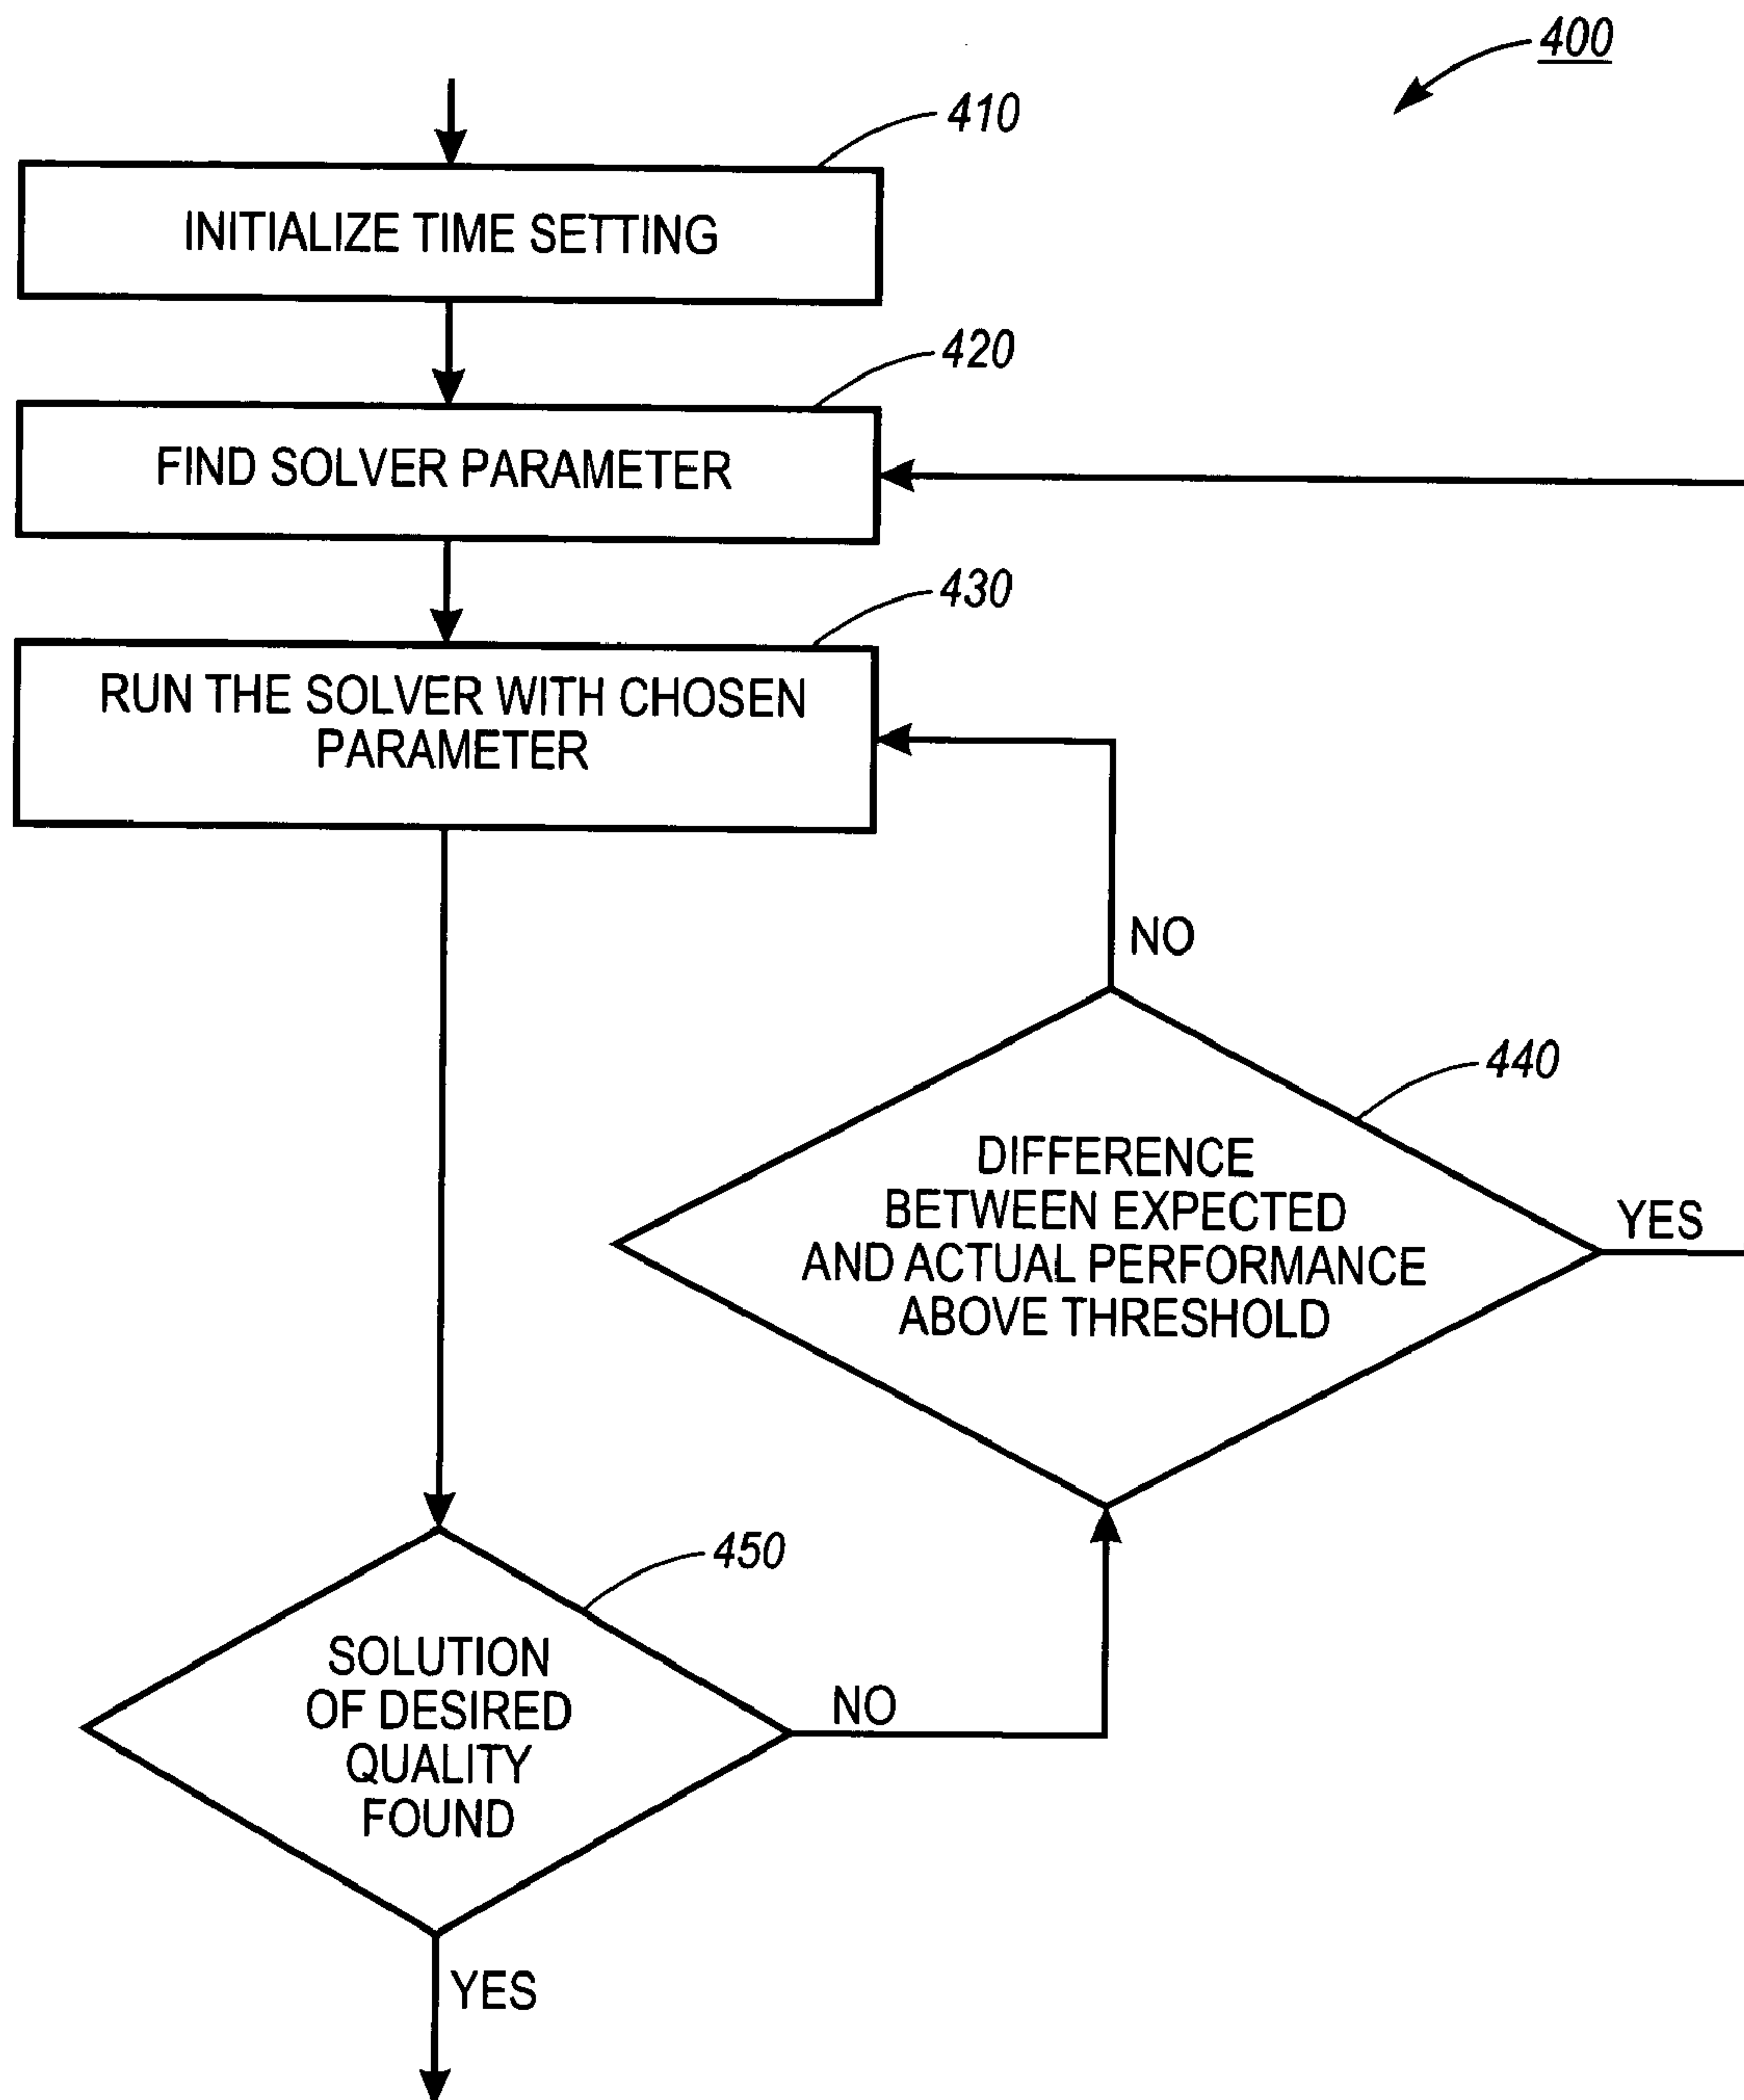 400
410
INITIALIZE TIME SETTING
420
FIND SOLVER PARAMETER
430
RUN THE SOLVER WITH CHOSEN
PARAMETER
NO
440
DIFFERENCE
BETWEEN EXPECTED
AND ACTUAL PERFORMANCE
ABOVE THRESHOLD
YES
450
SOLUTION
OF DESIRED
QUALITY
FOUND
NO
YES